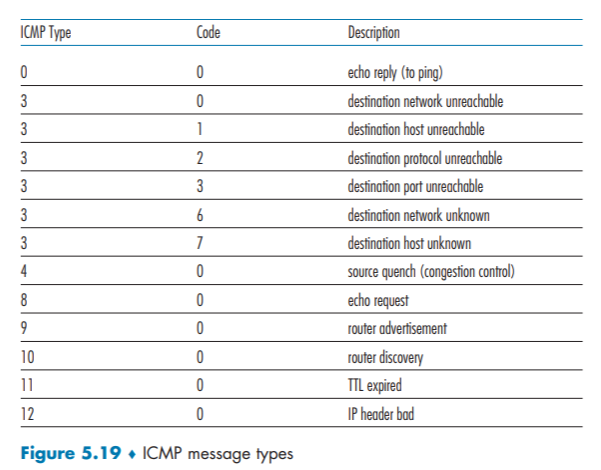 ICMP Type Code Description
0 0 echo reply (to ping)
3 0 destination network unreachable
3 1 destination host unreachable
3 2 destination protocol unreachable
3 3 destination port unreachable
3 6 destination network unknown
3 7 destination host unknown
4 0 source quench (congestion control)
8 0 echo request
9 0 router advertisement
10 0 router discovery
11 0 TTL expired
12 0 IP header bad
Figure 5.19 ♦ ICMP message types